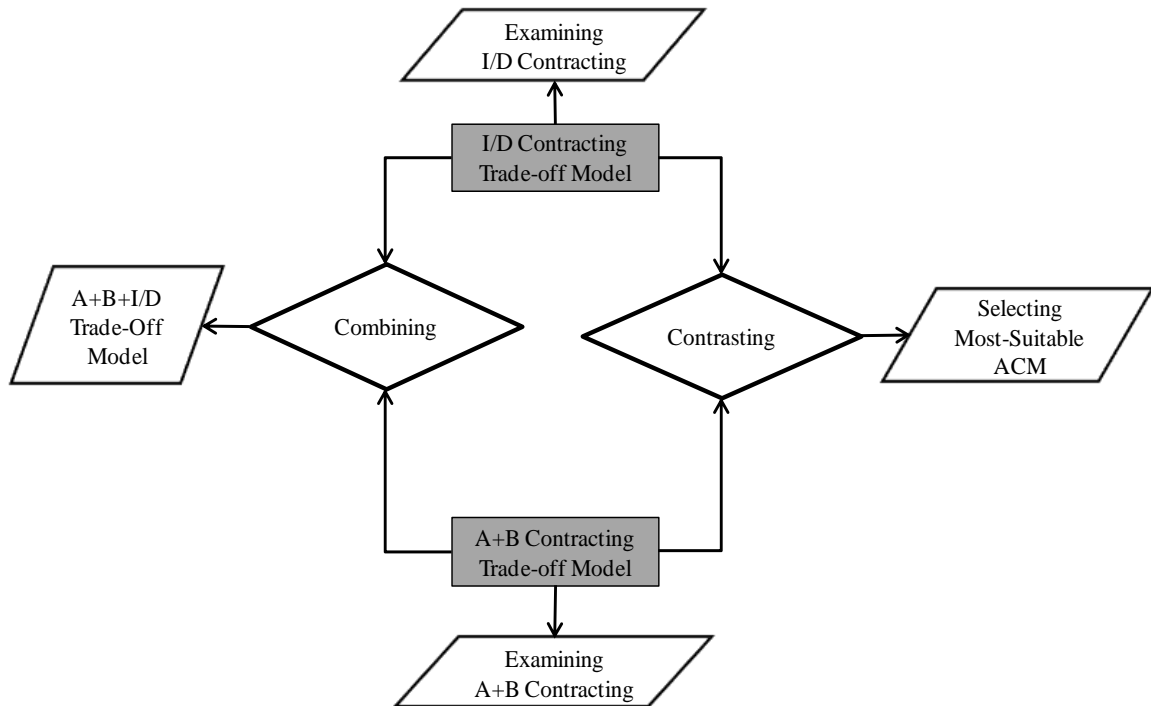 Examining
I/D Contracting
I/D Contracting
Trade-off Model
A+B+I/D
Trade-Off
Model
Combining
Contrasting
Selecting
Most-Suitable
ACM
A+B Contracting
Trade-off Model
Examining
A+B Contracting